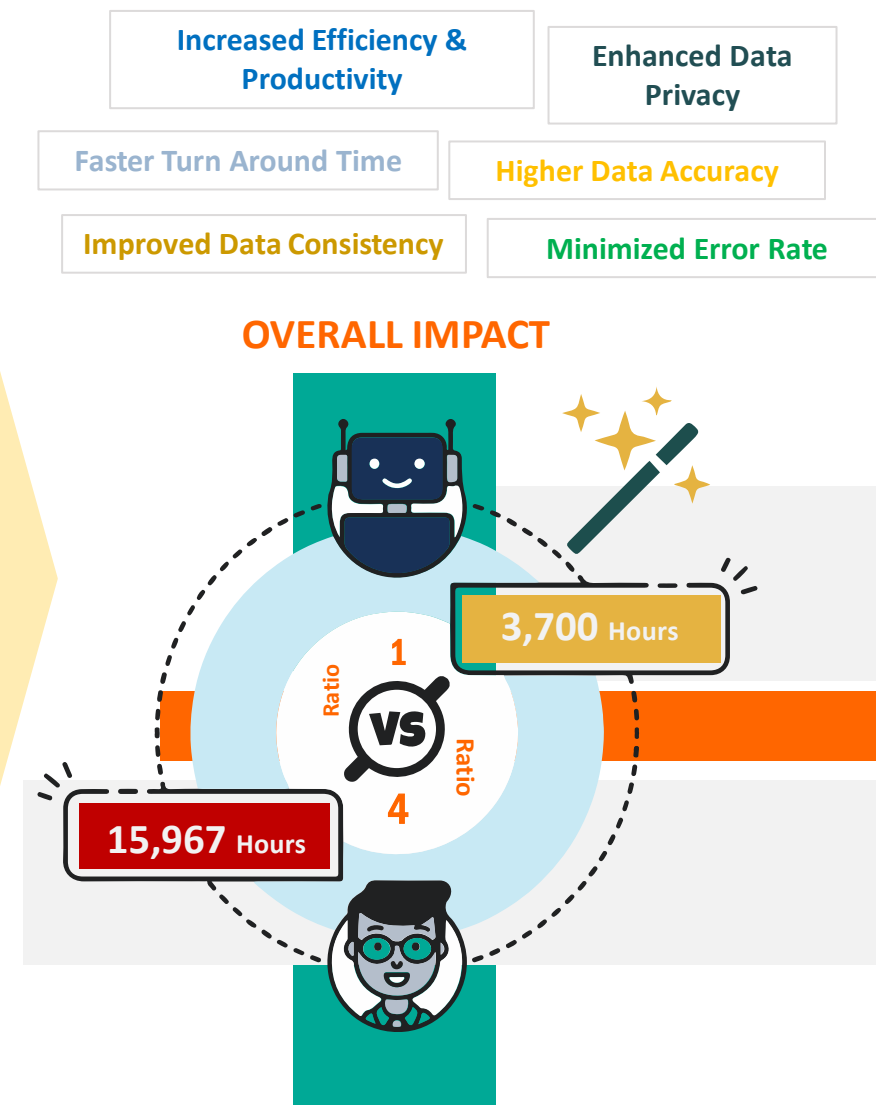 Increased Efficiency &
Productivity
Enhanced Data
Privacy
Faster Turn Around Time
Higher Data Accuracy
Improved Data Consistency
Minimized Error Rate
OVERALL IMPACT
3,700 Hours
1
Ratio
VS
Ratio
4
15,967 Hours